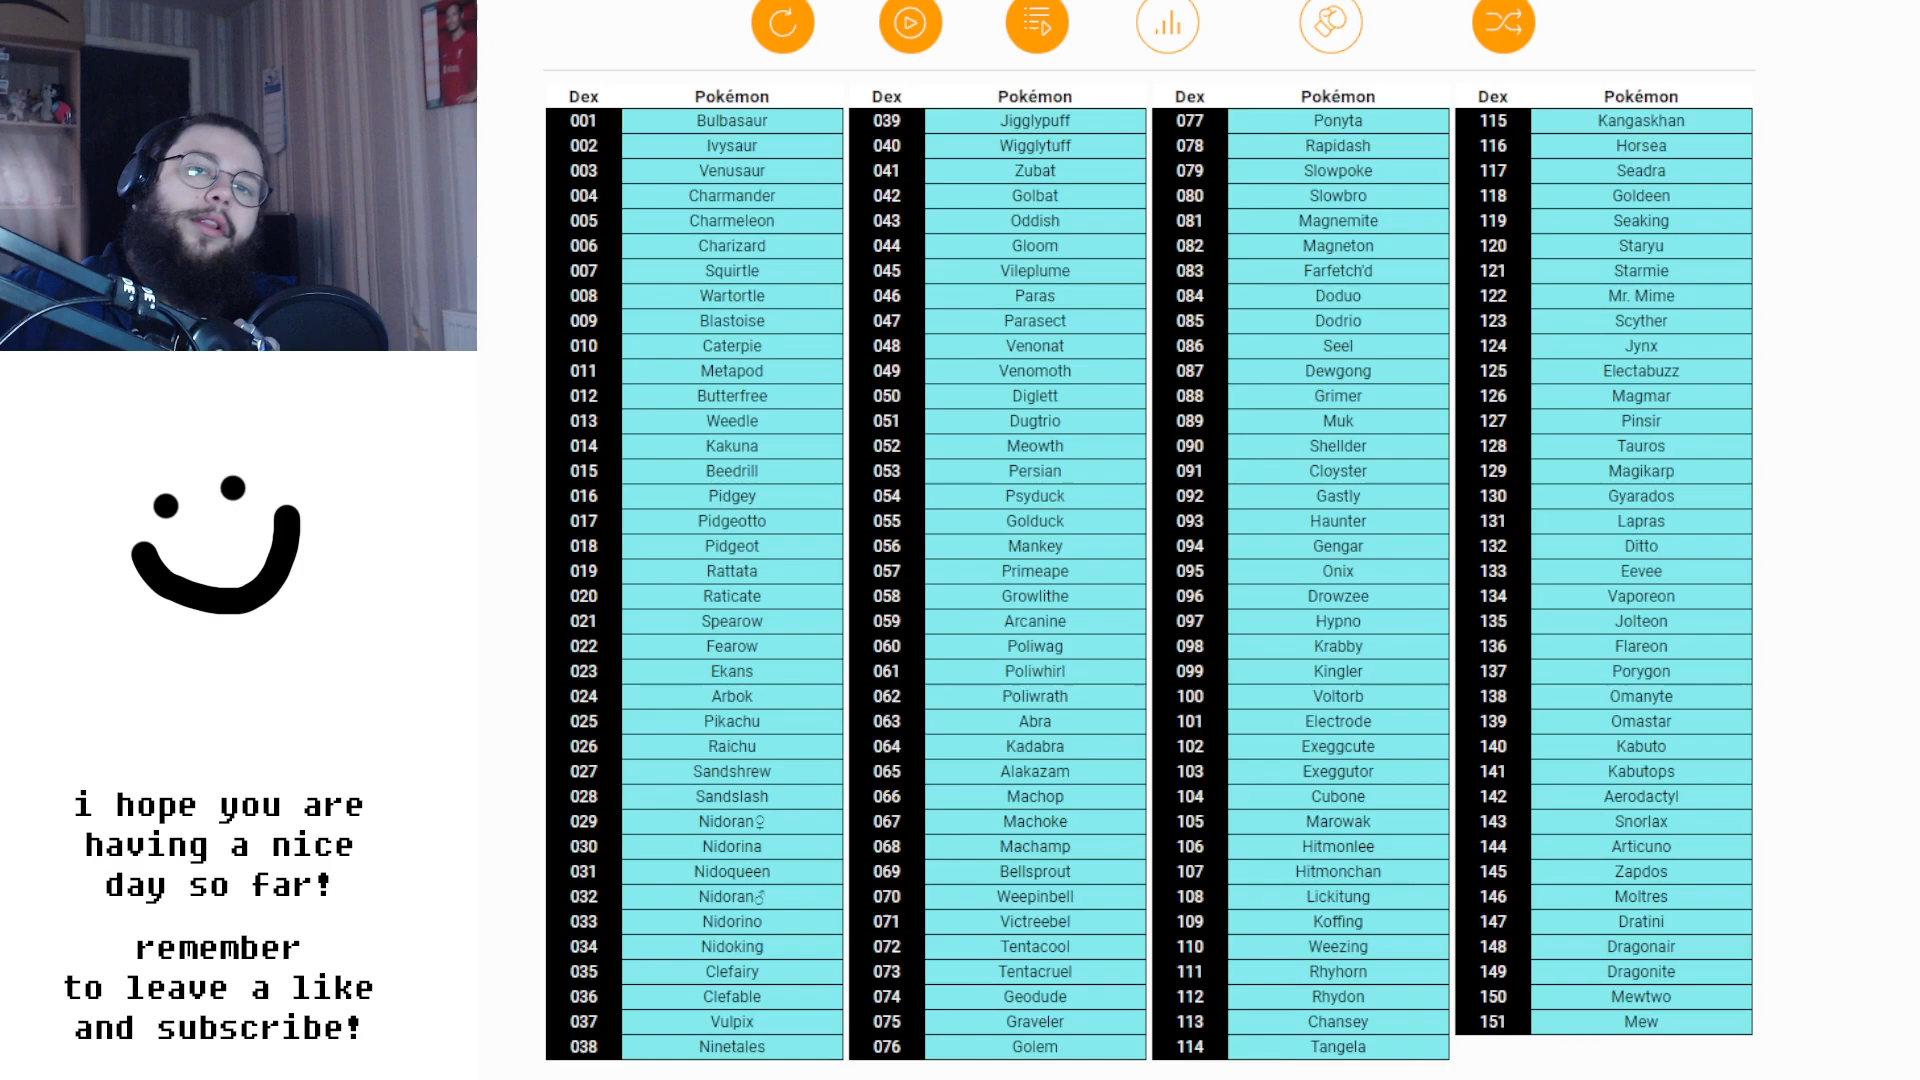 Dex Pokémon Dex Pokémon Dex Pokémon Dex Pokémon
001 Bulbasaur 039 Jigglypuff 077 Ponyta 115 Kangaskhan
002 Ivysaur 040 Wigglytuff 078 Rapidash 116 Horsea
003 Venusaur 041 Zubat 079 Slowpoke 117 Seadra
004 Charmander 042 Golbat 080 Slowbro 118 Goldeen
005 Charmeleon 043 Oddish 081 Magnemite 119 Seaking
006 Charizard 044 Gloom 082 Magneton 120 Staryu
007 Squirtle 045 Vileplume 083 Farfetch'd 121 Starmie
008 Wartortle 046 Paras 084 Doduo 122 Mr. Mime
009 Blastoise 047 Parasect 085 Dodrio 123 Scyther
010 Caterpie 048 Venonat 086 Seel 124 Jynx
011 Metapod 049 Venomoth 087 Dewgong 125 Electabuzz
012 Butterfree 050 Diglett 088 Grimer 126 Magmar
013 Weedle 051 Dugtrio 089 Muk 127 Pinsir
014 Kakuna 052 Meowth 090 Shellder 128 Tauros
015 Beedrill 053 Persian 091 Cloyster 129 Magikarp
016 Pidgey 054 Psyduck 092 Gastly 130 Gyarados
017 Pidgeotto 055 Golduck 093 Haunter 131 Lapras
018 Pidgeot 056 Mankey 094 Gengar 132 Ditto
019 Rattata 057 Primeape 095 Onix 133 Eevee
020 Raticate 058 Growlithe 096 Drowzee 134 Vaporeon
021 Spearow 059 Arcanine 097 Hypno 135 Jolteon
022 Fearow 060 Poliwag 098 Krabby 136 Flareon
023 Ekans 061 Poliwhirl 099 Kingler 137 Porygon
024 Arbok 062 Poliwrath 100 Voltorb 138 Omanyte
025 Pikachu 063 Abra 101 Electrode 139 Omastar
026 Raichu 064 Kadabra 102 Exeggcute 140 Kabuto
027 Sandshrew 065 Alakazam 103 Exeggutor 141 Kabutops
028 Sandslash 066 Machop 104 Cubone 142 Aerodactyl
029 Nidoran♀ 067 Machoke 105 Marowak 143 Snorlax
030 Nidorina 068 Machamp 106 Hitmonlee 144 Articuno
031 Nidoqueen 069 Bellsprout 107 Hitmonchan 145 Zapdos
032 Nidoran♂ 070 Weepinbell 108 Lickitung 146 Moltres
033 Nidorino 071 Victreebel 109 Koffing 147 Dratini
034 Nidoking 072 Tentacool 110 Weezing 148 Dragonair
035 Clefairy 073 Tentacruel 111 Rhyhorn 149 Dragonite
036 Clefable 074 Geodude 112 Rhydon 150 Mewtwo
037 Vulpix 075 Graveler 113 Chansey 151 Mew
038 Ninetales 076 Golem 114 Tangela
i hope you are
having a nice
day so far!
remember
to leave a like
and subscribe!